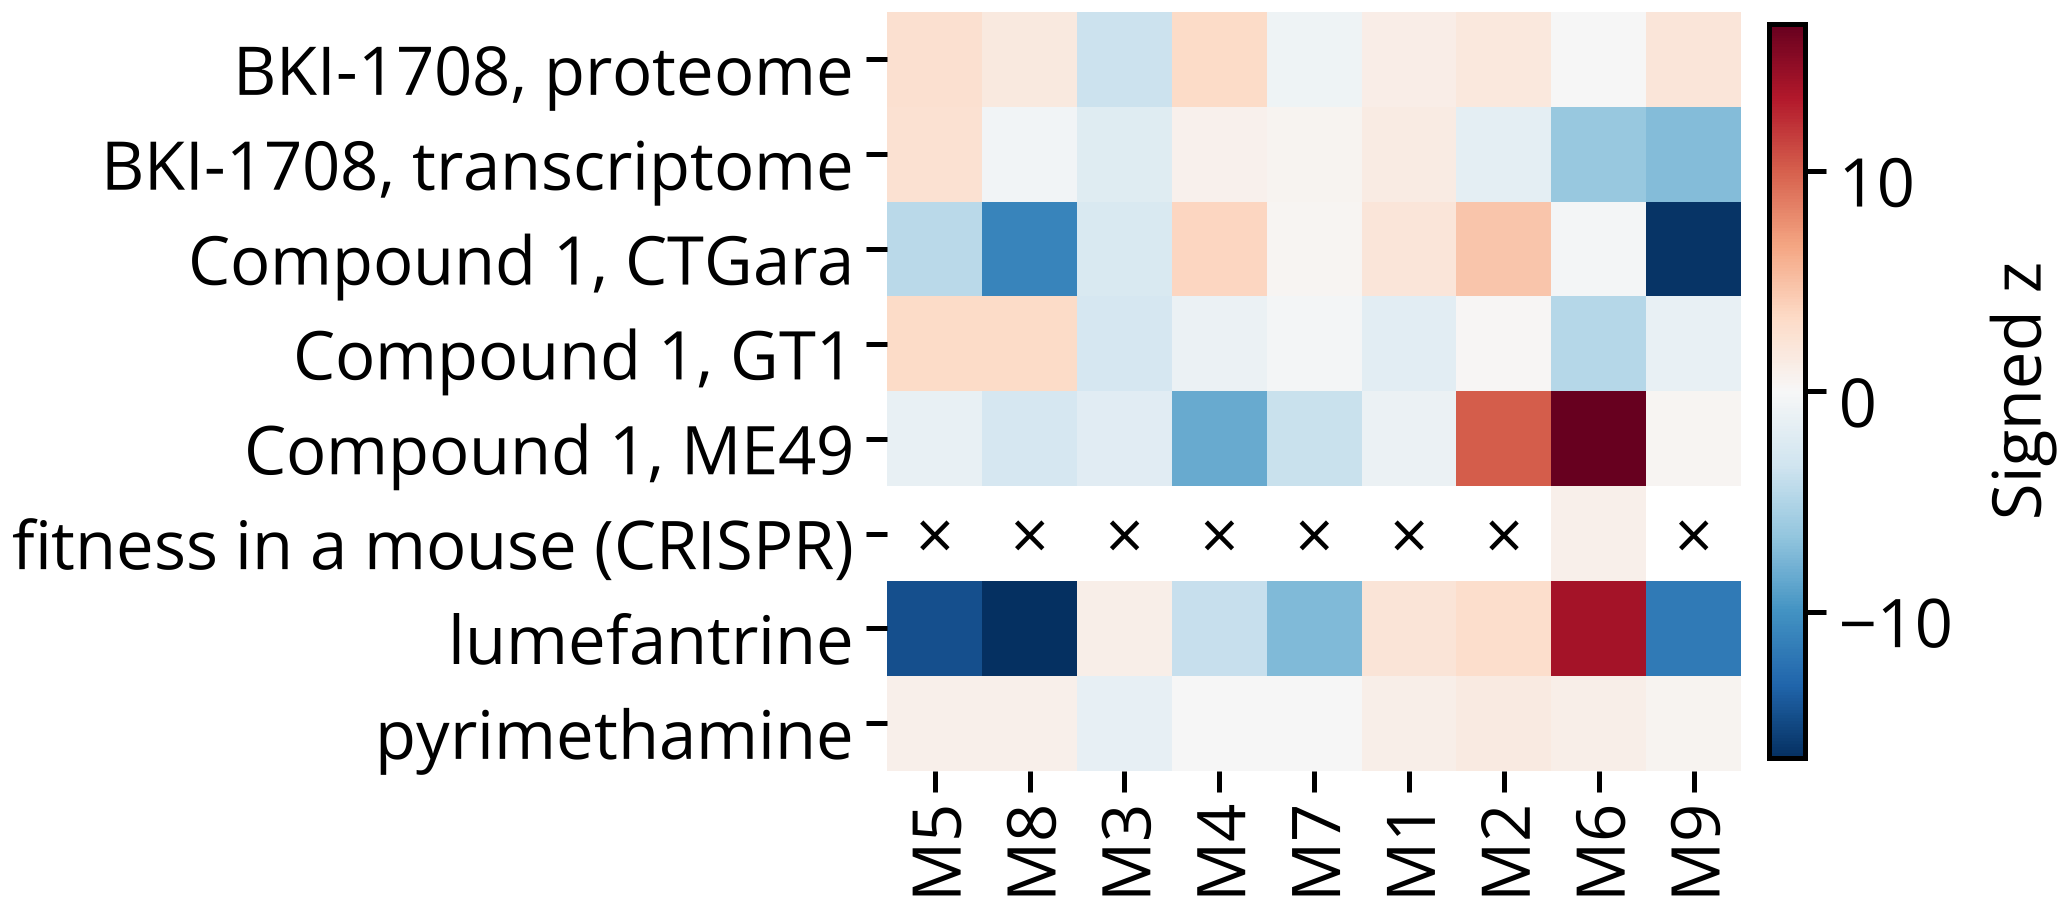 BKI-1708, proteome
BKI-1708, transcriptome
Compound 1, CTGara
Compound 1, GT1
Compound 1, ME49
fitness in a mouse (CRISPR)
lumefantrine
pyrimethamine
× × × × × × × ×
M5 M8 M3 M4 M7 M1 M2 M6 M9
10
0
−10
Signed z